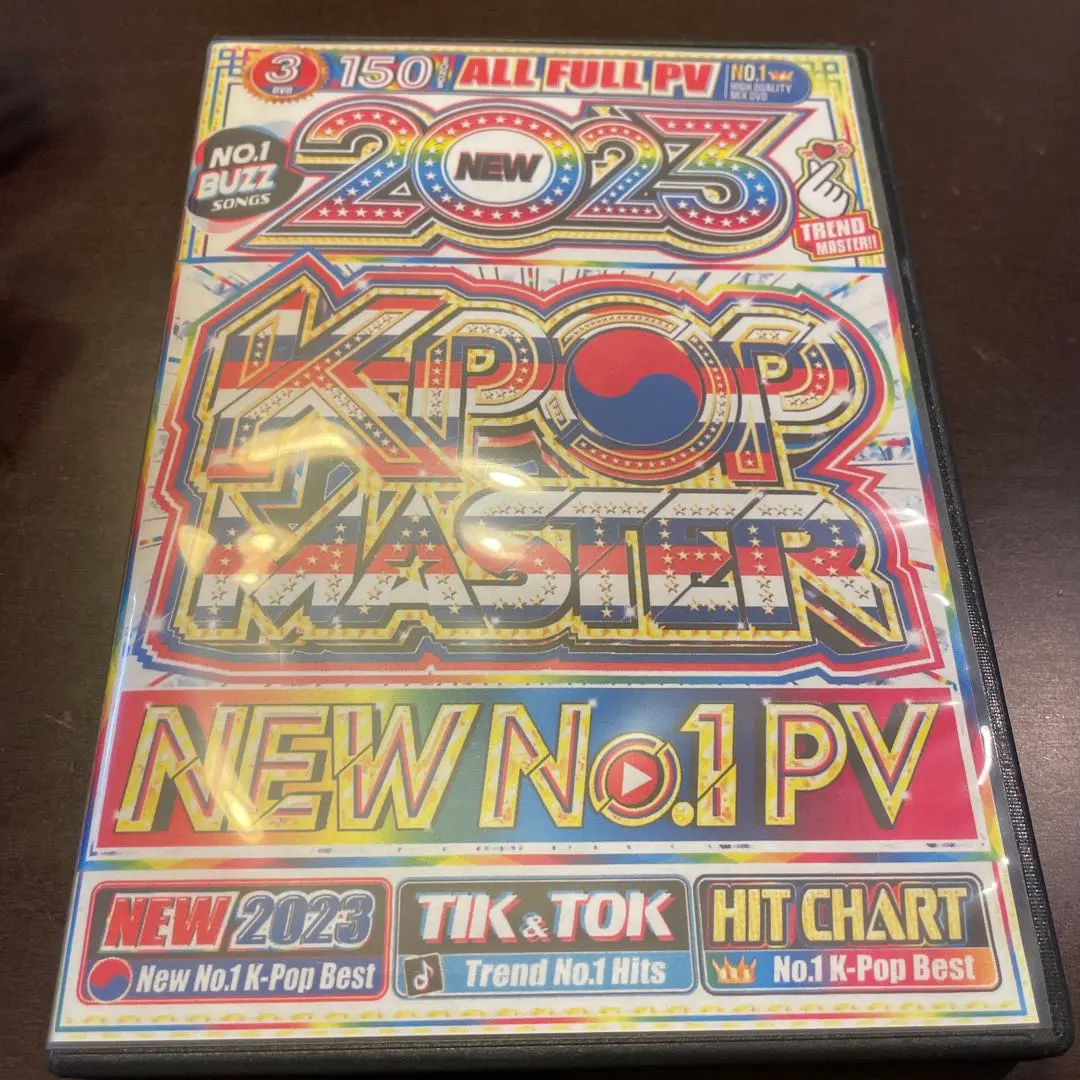 3 DVD 150 SONGS ALL FULL PV NO.1 HIGH QUALITY MIX DVD
NO.1 BUZZ SONGS
2023
NEW
TREND MASTER!!
K-POP
MASTER
NEW No.1 PV
NEW 2023
New No.1 K-Pop Best
TIK & TOK
Trend No.1 Hits
HIT CHART
No.1 K-Pop Best